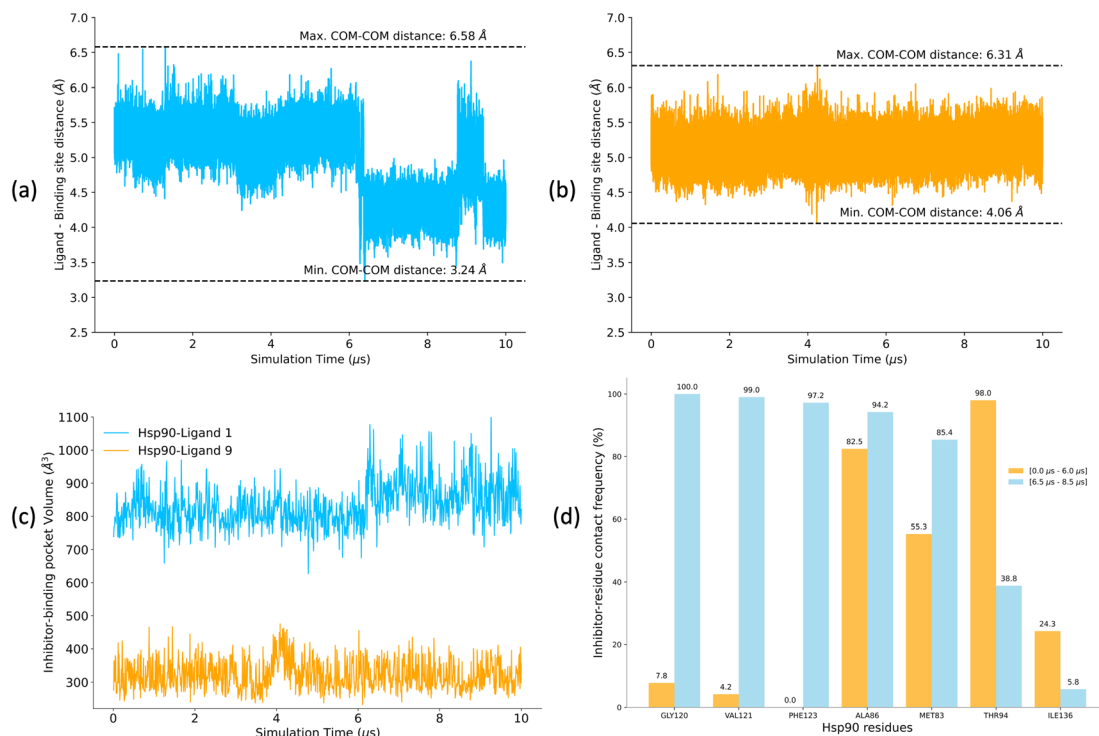 (a)
Ligand - Binding site distance (Å)
7.0
6.5
6.0
5.5
5.0
4.5
4.0
3.5
3.0
2.5
Max. COM-COM distance: 6.58 Å
Min. COM-COM distance: 3.24 Å
0 2 4 6 8 10
Simulation Time (μs)
(b)
Ligand - Binding site distance (Å)
7.0
6.5
6.0
5.5
5.0
4.5
4.0
3.5
3.0
2.5
Max. COM-COM distance: 6.31 Å
Min. COM-COM distance: 4.06 Å
0 2 4 6 8 10
Simulation Time (μs)
(c)
Inhibitor-binding pocket Volume (Å³)
1100
1000
900
800
700
600
500
400
300
Hsp90-Ligand 1
Hsp90-Ligand 9
0 2 4 6 8 10
Simulation Time (μs)
(d)
Inhibitor-residue contact frequency (%)
100
80
60
40
20
0
7.8 100.0 4.2 99.0 0.0 97.2 82.5 94.2 55.3 85.4 98.0 38.8 24.3 5.8
[0.0 μs - 6.0 μs]
[6.5 μs - 8.5 μs]
GLY120 VAL121 PHE123 ALA86 MET83 THR94 ILE136
Hsp90 residues